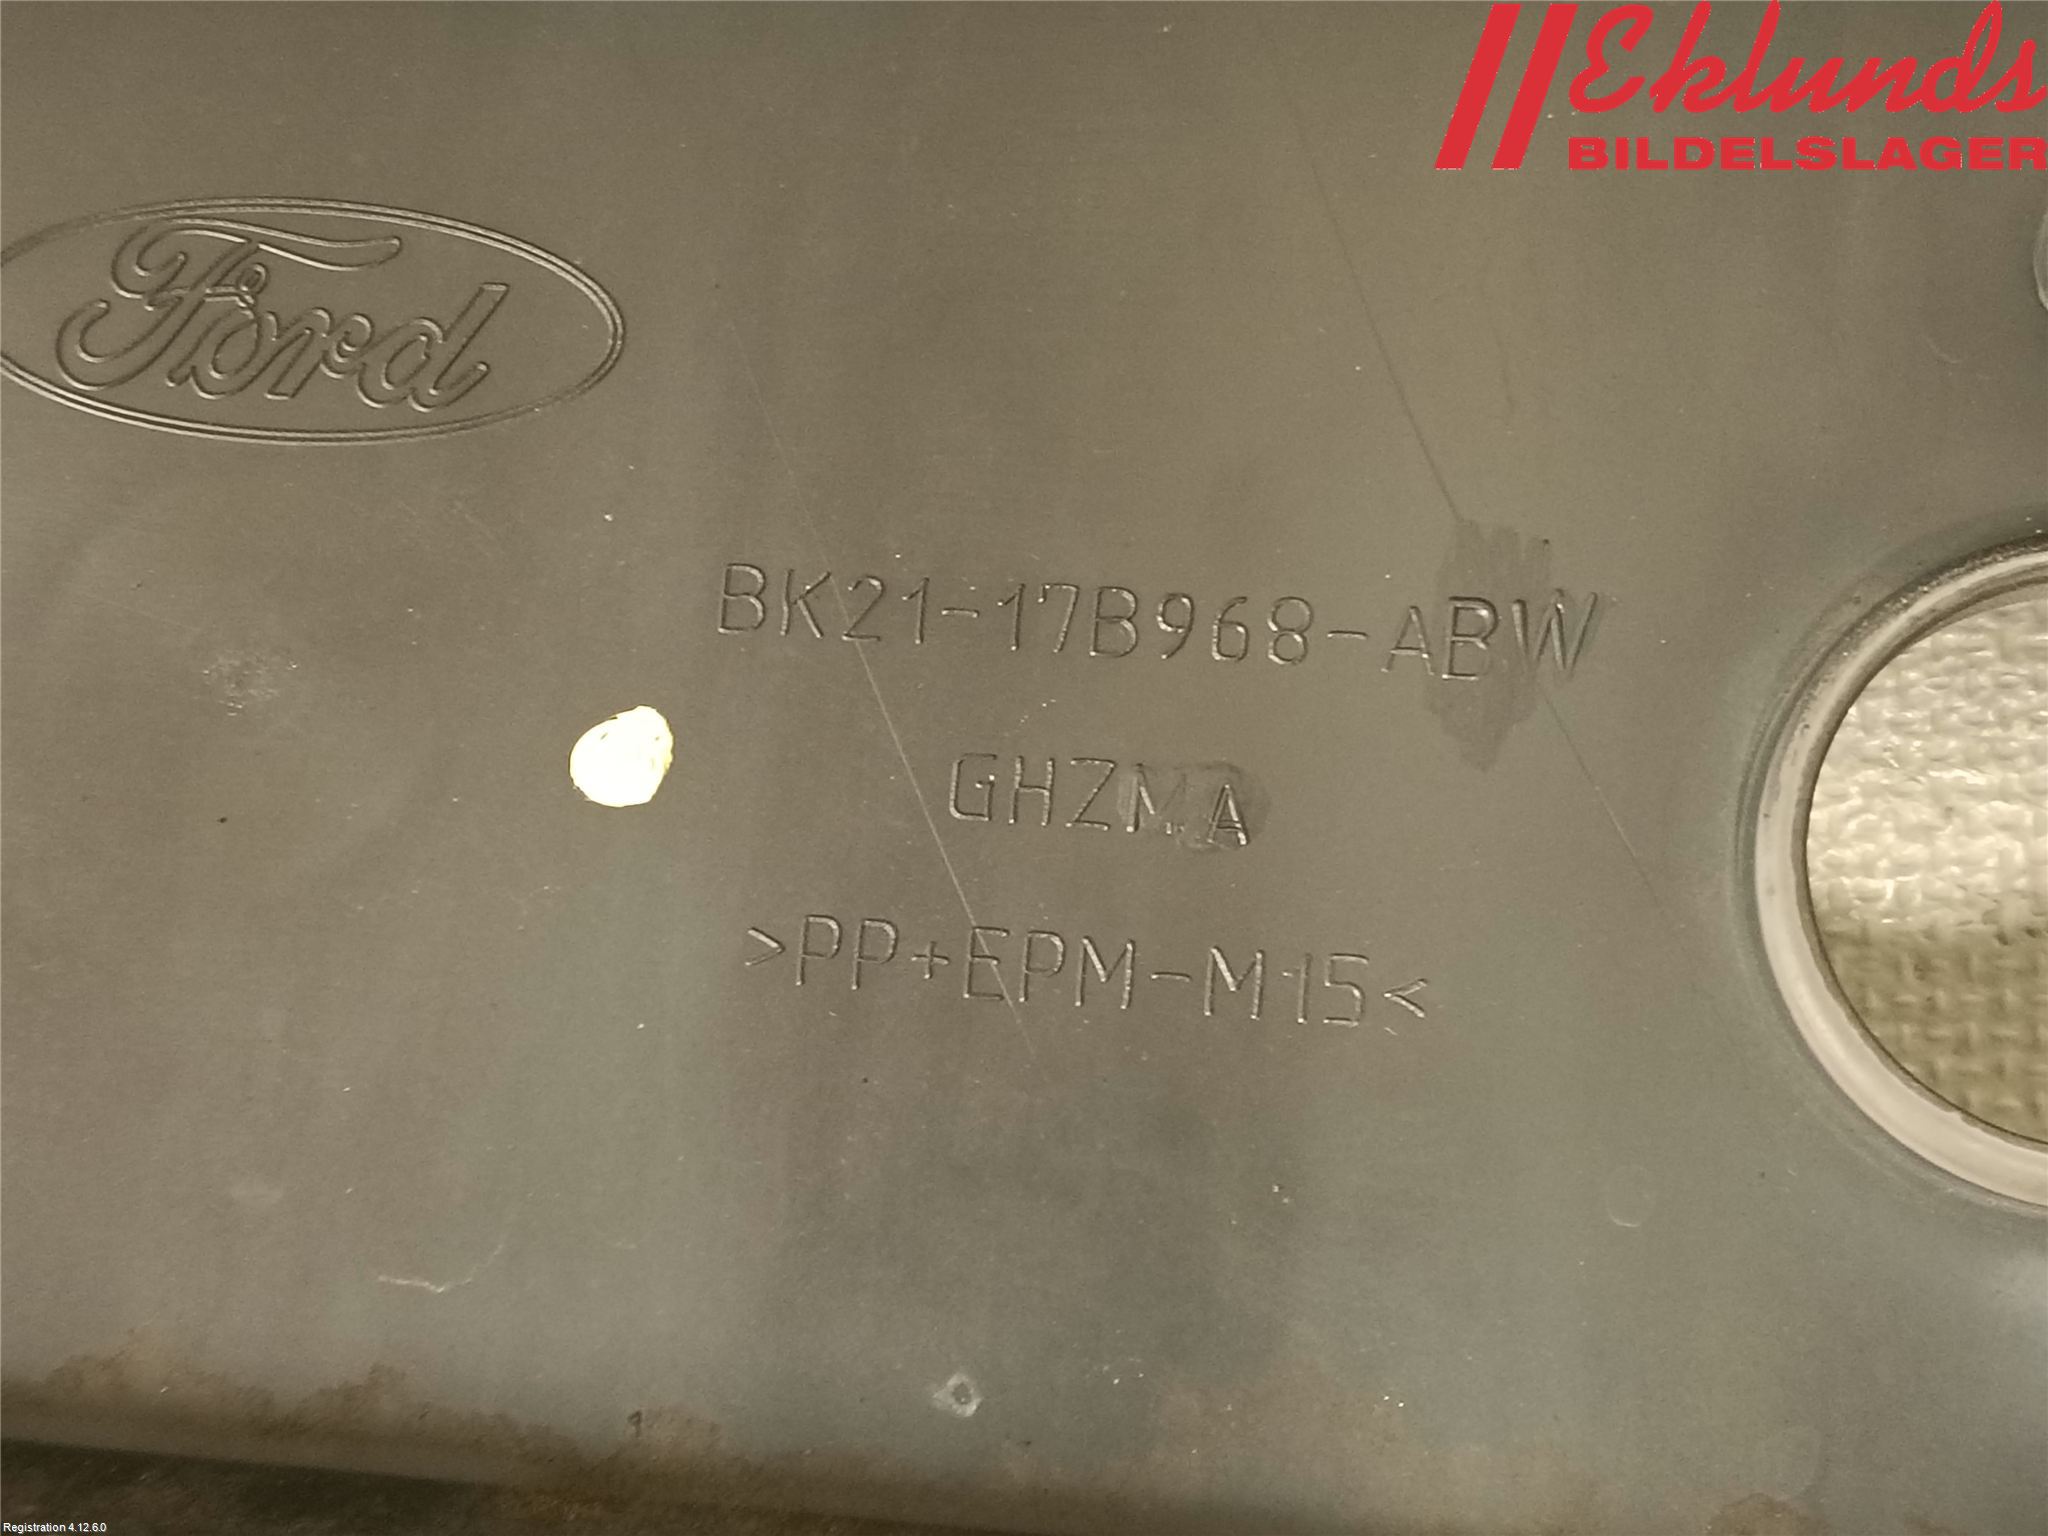 Eklunds
BILDELSLAGER
Ford
BK21-17B968-ABW
GHZMA
>PP+EPM-M15<
Registration 4.12.6.0